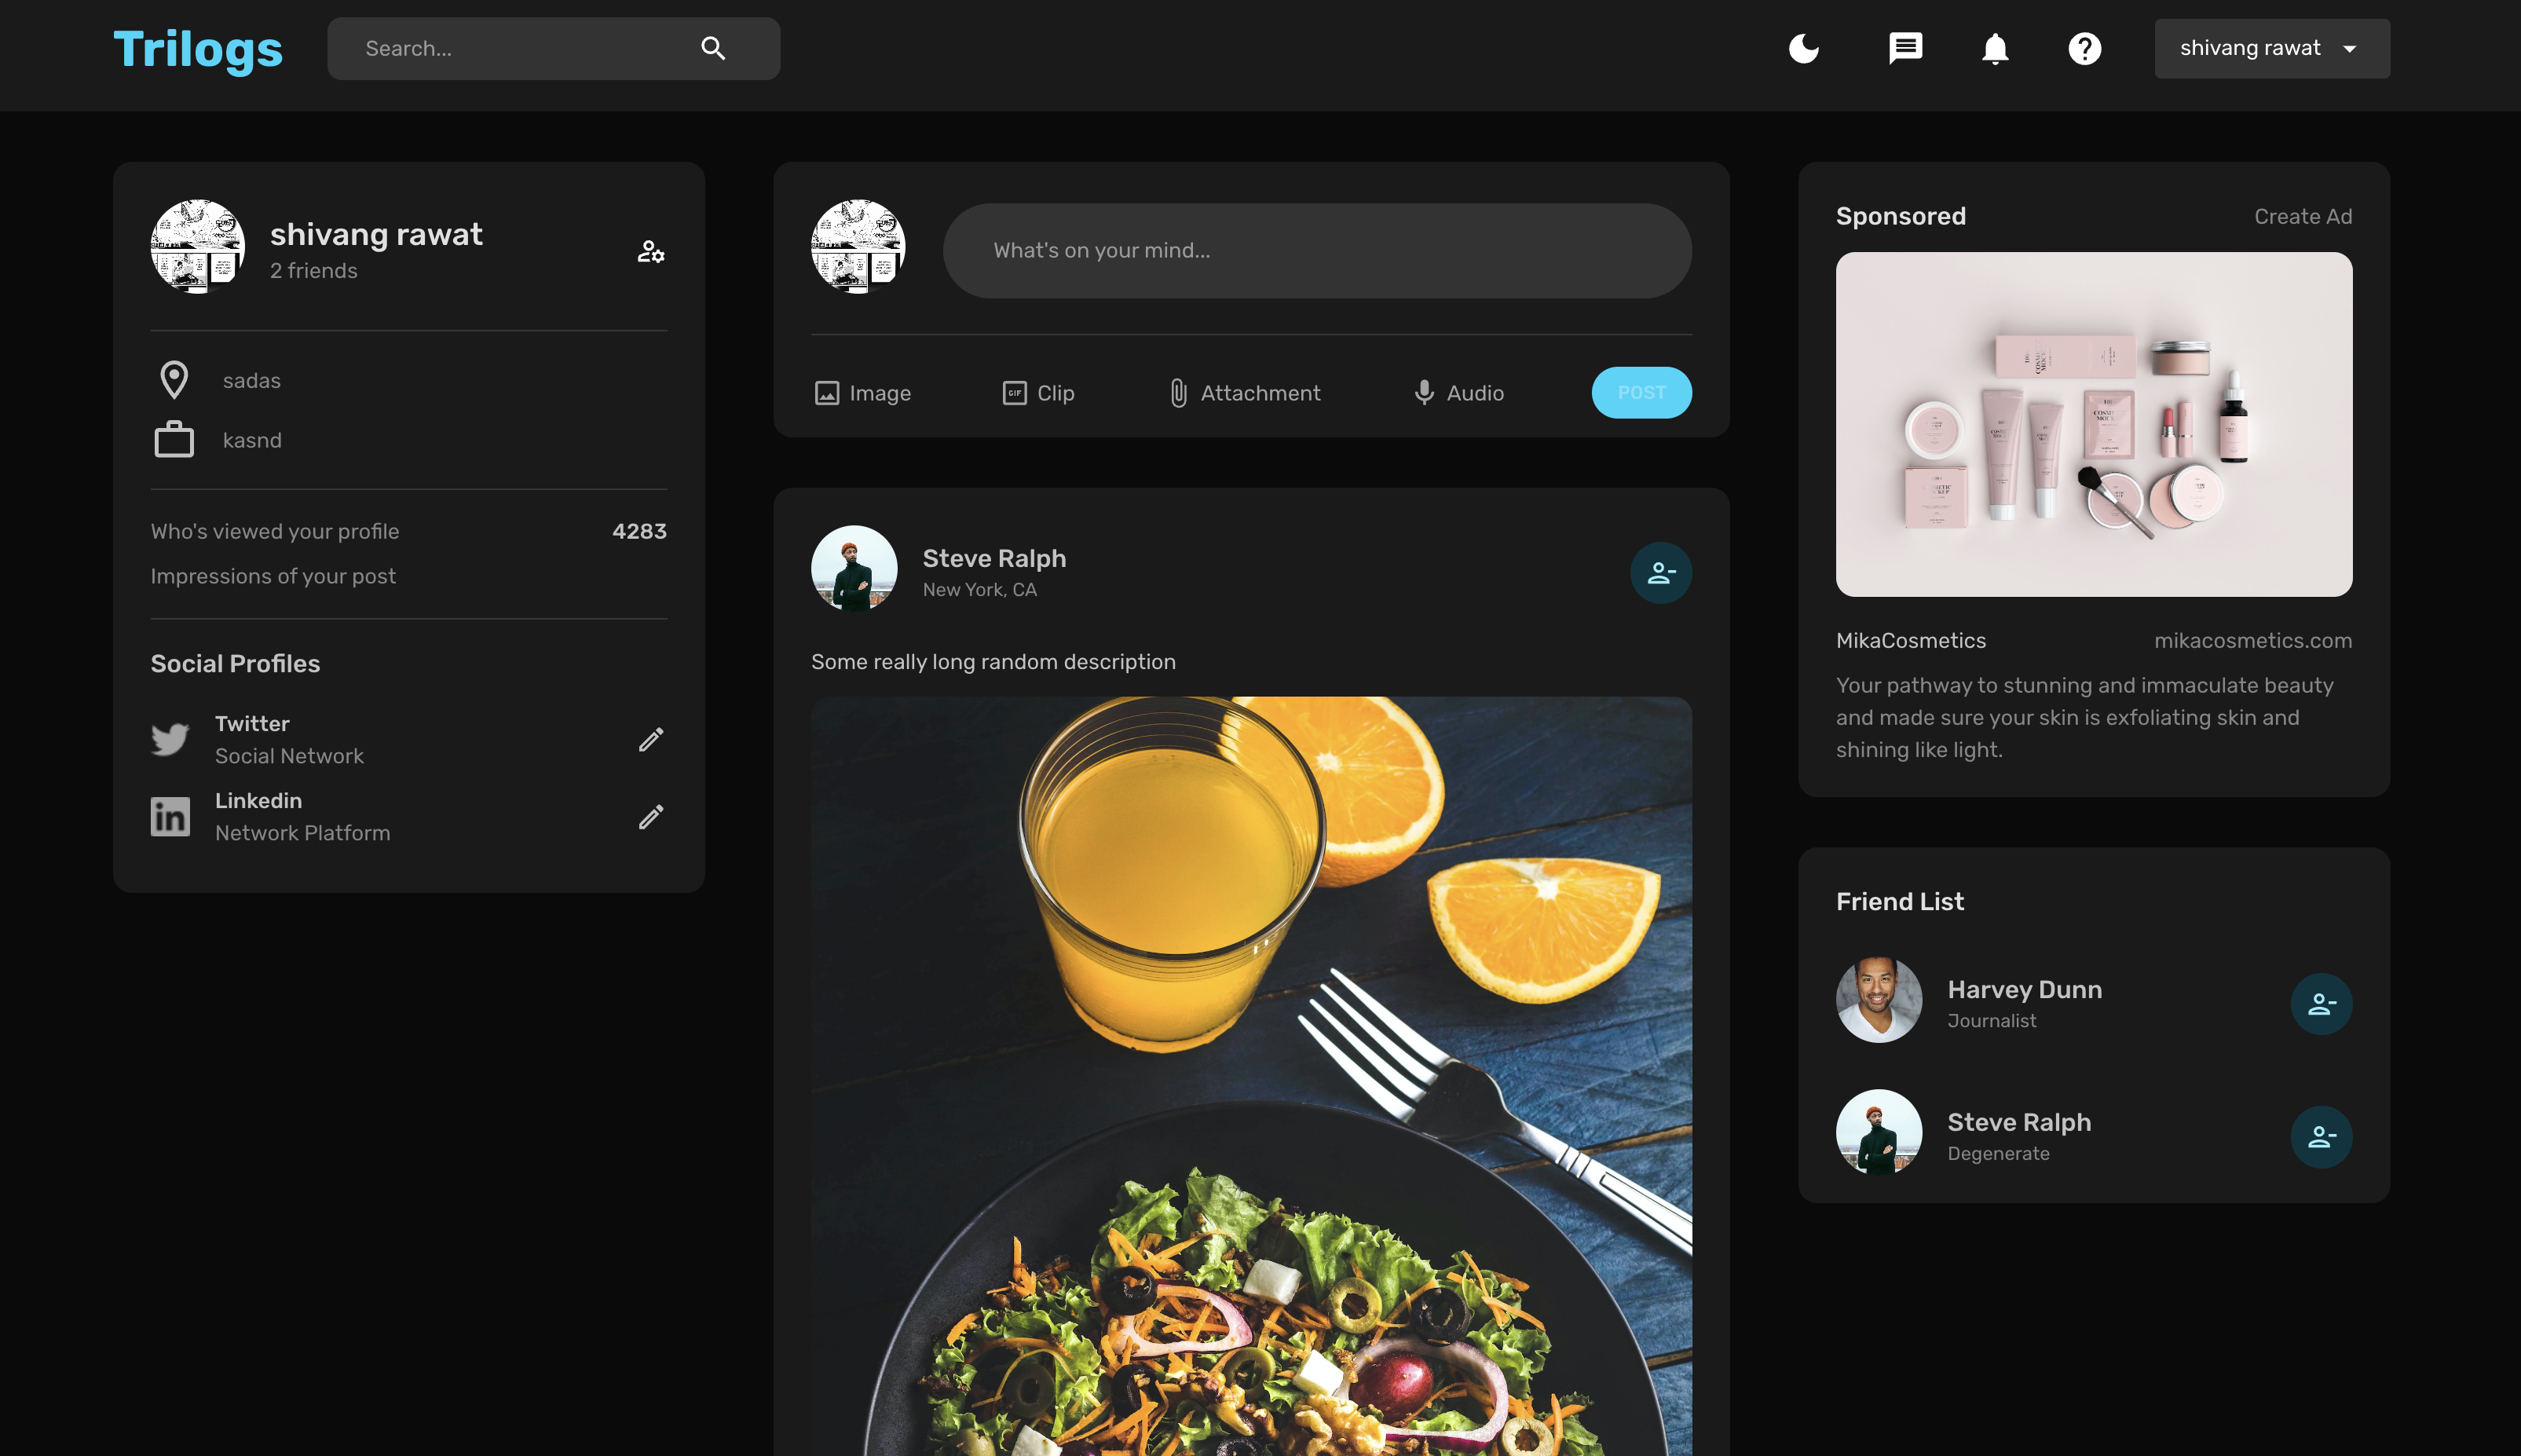 Trilogs
Search...
shivang rawat
shivang rawat
2 friends
sadas
kasnd
Who's viewed your profile
4283
Impressions of your post
Social Profiles
Twitter
Social Network
Linkedin
Network Platform
What's on your mind...
Image
GIF
Clip
Attachment
Audio
POST
Steve Ralph
New York, CA
Some really long random description
Sponsored
Create Ad
MikaCosmetics
mikacosmetics.com
Your pathway to stunning and immaculate beauty
and made sure your skin is exfoliating skin and
shining like light.
Friend List
Harvey Dunn
Journalist
Steve Ralph
Degenerate